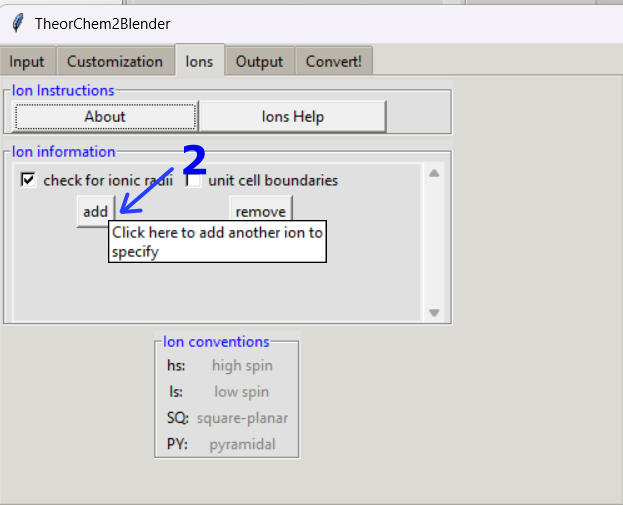 TheorChem2Blender
Input Customization Ions Output Convert!
Ion Instructions
About Ions Help
Ion information
2
check for ionic radii unit cell boundaries
add remove
Click here to add another ion to
specify
Ion conventions
hs: high spin
ls: low spin
SQ: square-planar
PY: pyramidal